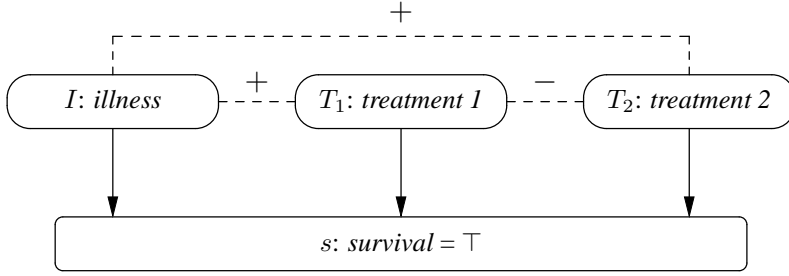 +
I: illness + T₁: treatment 1 − T₂: treatment 2
s: survival = ⊤